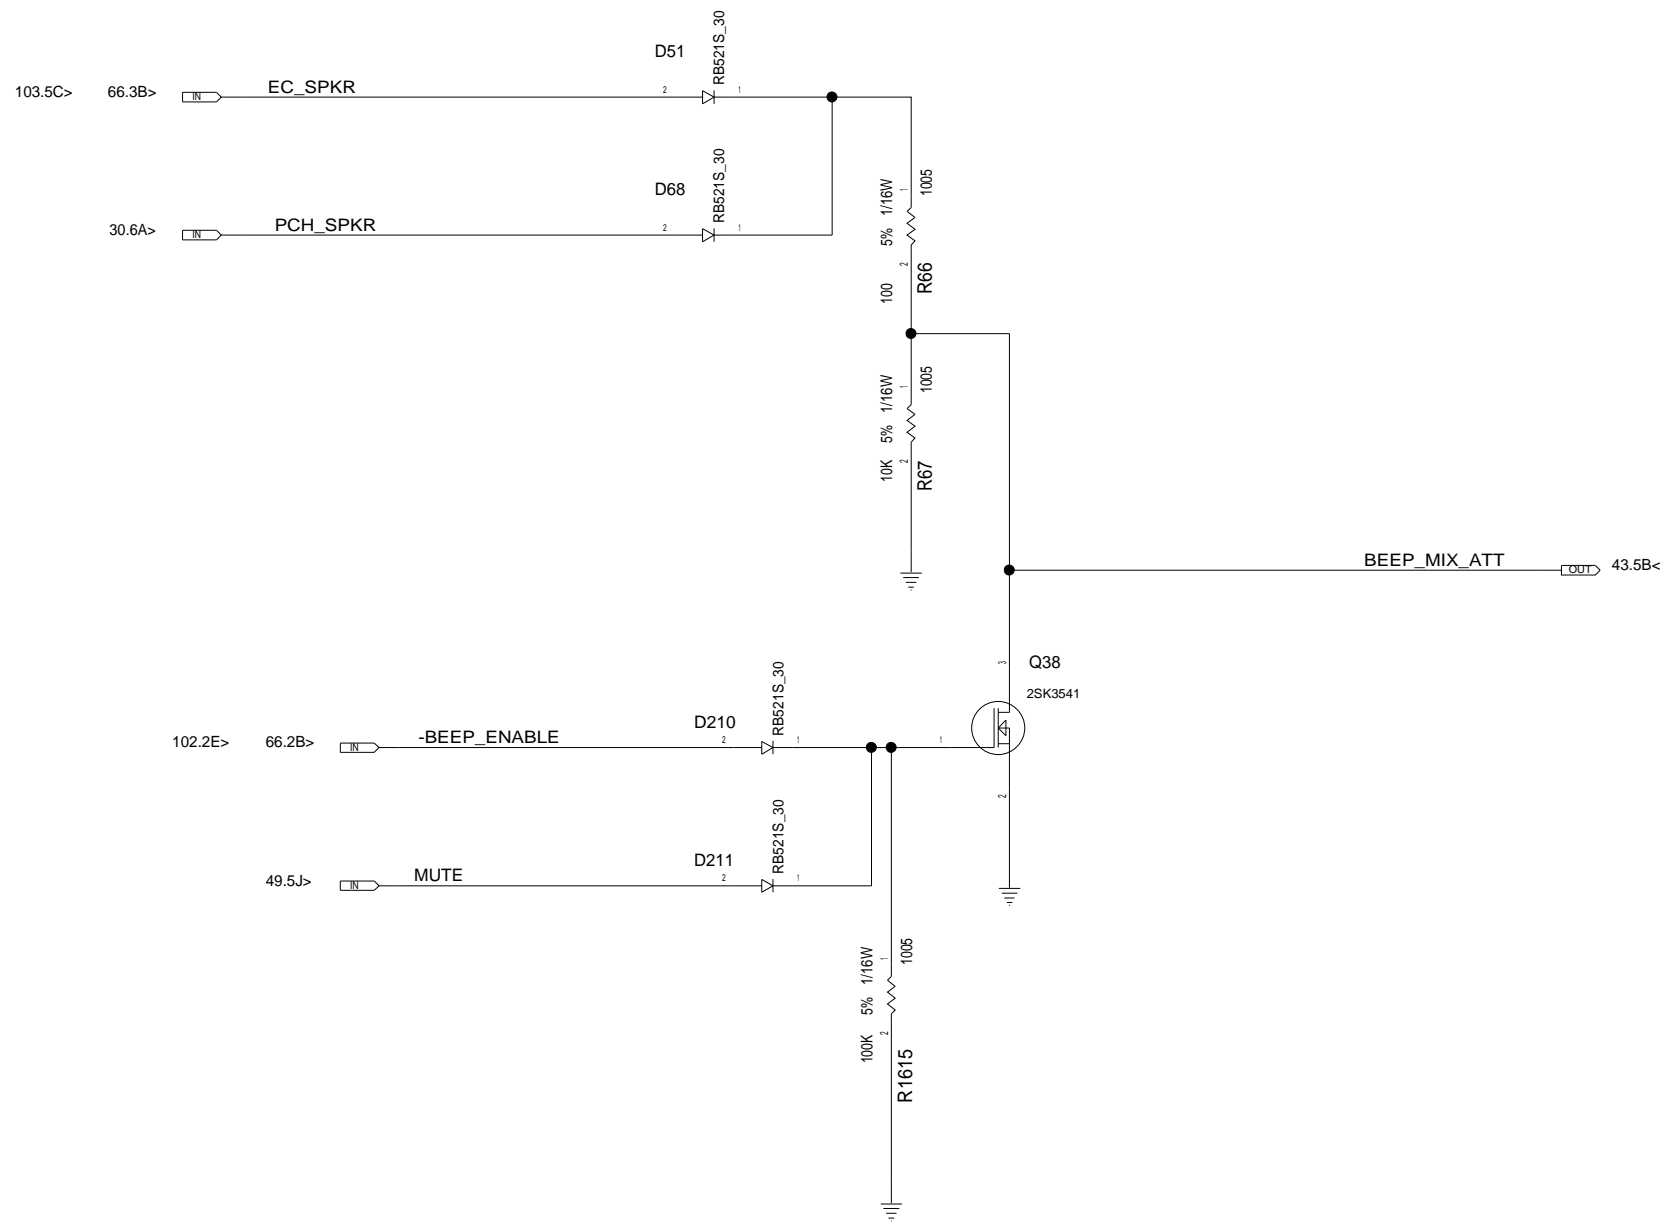 D51
RB521S_30
103.5C>
66.3B>
IN
EC_SPKR
2
1
D68
RB521S_30
30.6A>
IN
PCH_SPKR
2
1
1
1005
5% 1/16W
2
100
R66
1
1005
5% 1/16W
2
10K
R67
BEEP_MIX_ATT
OUT
43.5B<
3
Q38
2SK3541
D210
RB521S_30
102.2E>
66.2B>
IN
-BEEP_ENABLE
2
1
1
2
D211
RB521S_30
49.5J>
IN
MUTE
2
1
1
1005
5% 1/16W
2
100K
R1615